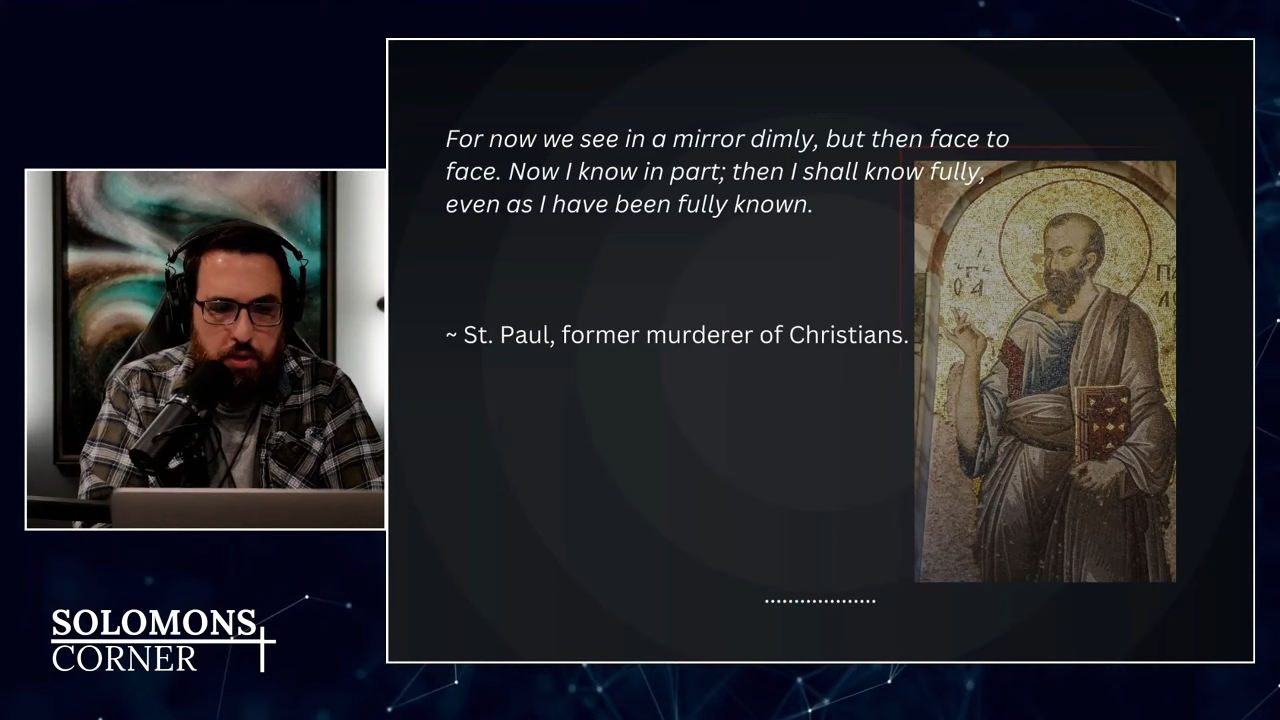 For now we see in a mirror dimly, but then face to
face. Now I know in part; then I shall know fully,
even as I have been fully known.
~ St. Paul, former murderer of Christians.
...................
SOLOMONS
CORNER